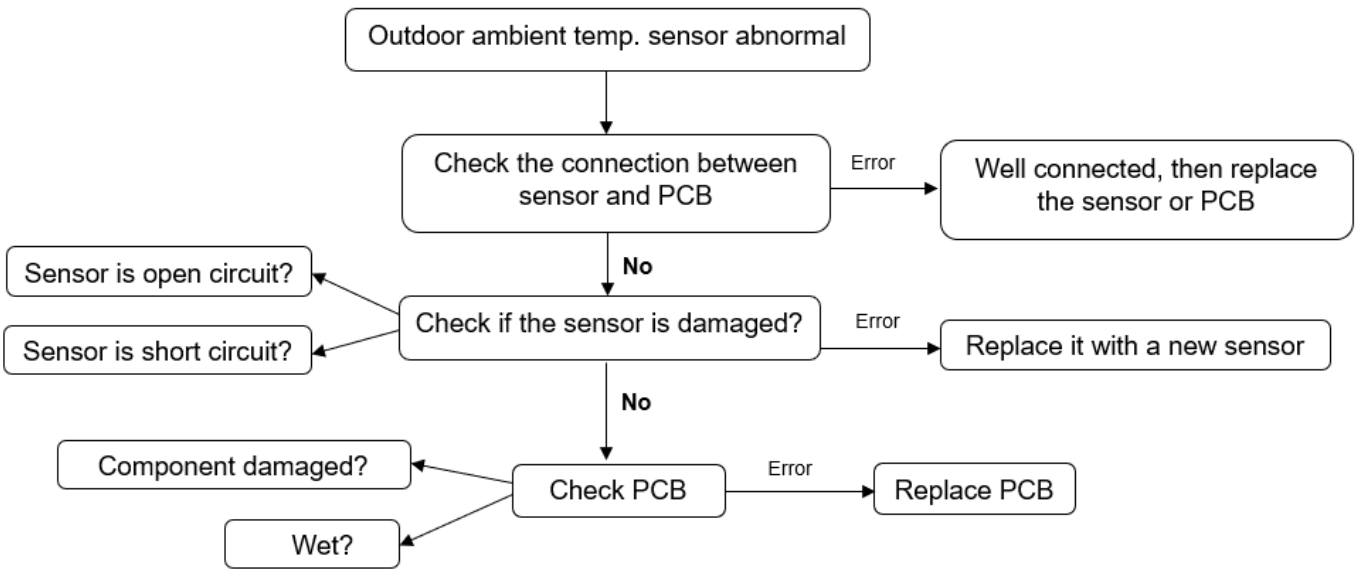 Outdoor ambient temp. sensor abnormal
Check the connection between
sensor and PCB
Error
Well connected, then replace
the sensor or PCB
No
Sensor is open circuit?
Sensor is short circuit?
Check if the sensor is damaged?
Error
Replace it with a new sensor
No
Component damaged?
Wet?
Check PCB
Error
Replace PCB